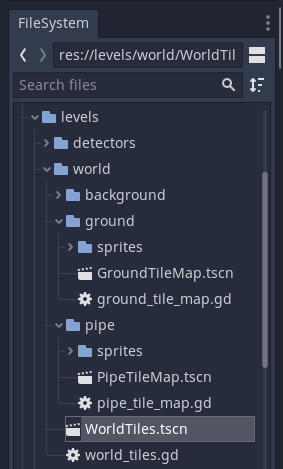 FileSystem
res://levels/world/WorldTil
Search files
levels
detectors
world
background
ground
sprites
GroundTileMap.tscn
ground_tile_map.gd
pipe
sprites
PipeTileMap.tscn
pipe_tile_map.gd
WorldTiles.tscn
world_tiles.gd